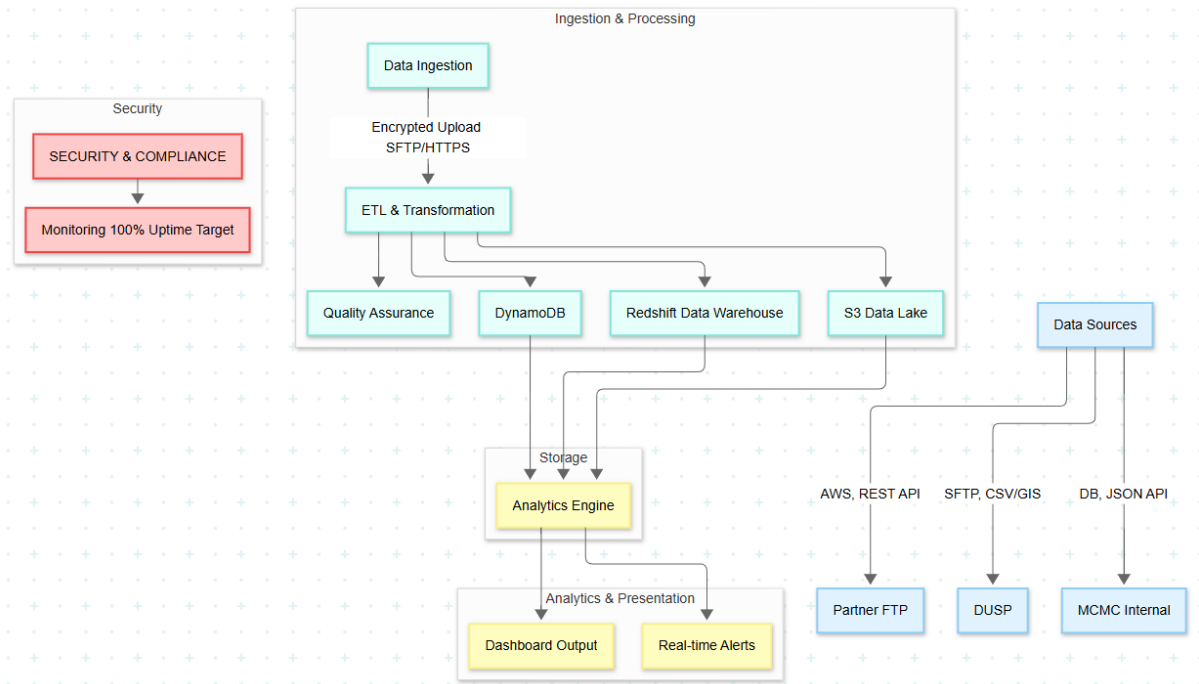 Ingestion & Processing
Data Ingestion
Security
Encrypted Upload
SFTP/HTTPS
SECURITY & COMPLIANCE
ETL & Transformation
Monitoring 100% Uptime Target
Quality Assurance
DynamoDB
Redshift Data Warehouse
S3 Data Lake
Data Sources
Storage
AWS, REST API
SFTP, CSV/GIS
DB, JSON API
Analytics Engine
Analytics & Presentation
Partner FTP
DUSP
MCMC Internal
Dashboard Output
Real-time Alerts